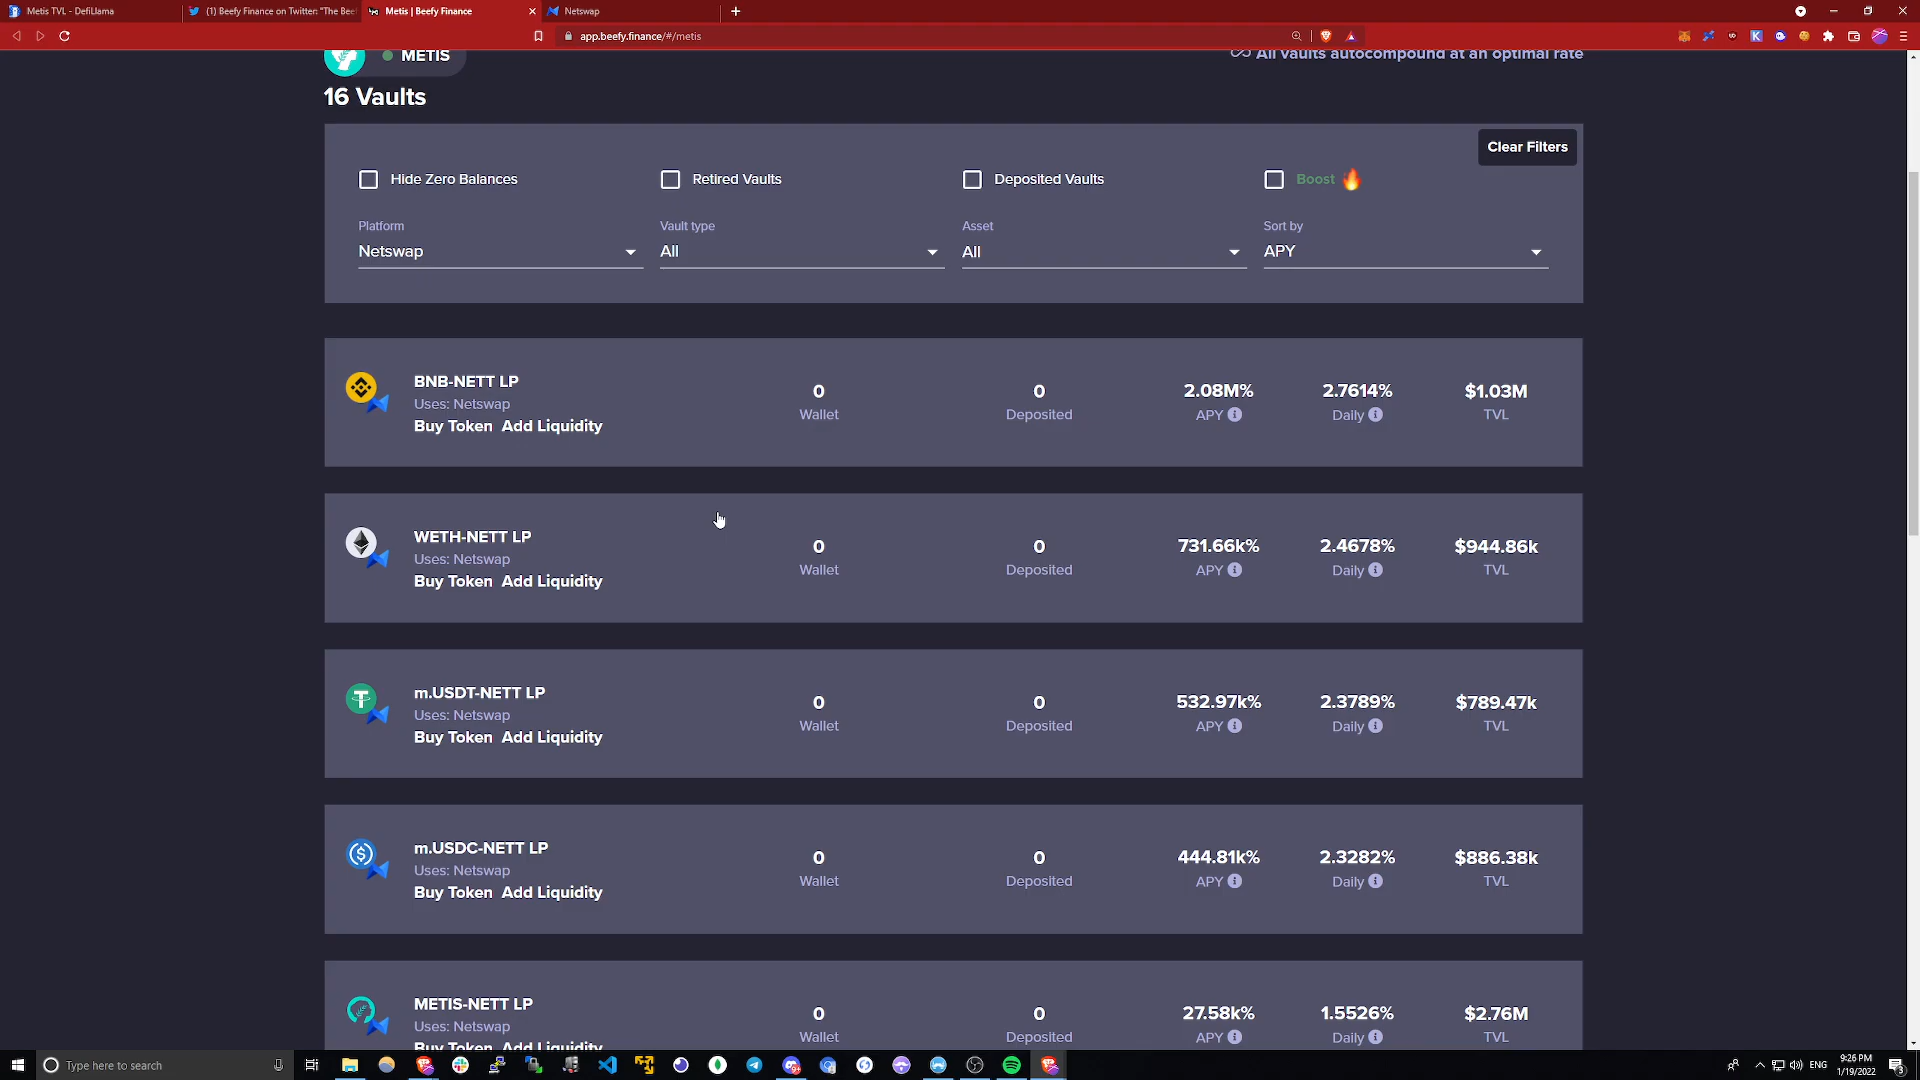 Metis TVL - DefiLlama
(1) Beefy Finance on Twitter: "The Bee
Metis | Beefy Finance
Netswap
app.beefy.finance/#/metis
METIS
All vaults autocompound at an optimal rate
16 Vaults
Clear Filters
Hide Zero Balances
Retired Vaults
Deposited Vaults
Boost
Platform
Vault type
Asset
Sort by
Netswap
All
All
APY
BNB-NETT LP
Uses: Netswap
Buy Token Add Liquidity
0
Wallet
0
Deposited
2.08M%
APY
2.7614%
Daily
$1.03M
TVL
WETH-NETT LP
Uses: Netswap
Buy Token Add Liquidity
0
Wallet
0
Deposited
731.66k%
APY
2.4678%
Daily
$944.86k
TVL
m.USDT-NETT LP
Uses: Netswap
Buy Token Add Liquidity
0
Wallet
0
Deposited
532.97k%
APY
2.3789%
Daily
$789.47k
TVL
m.USDC-NETT LP
Uses: Netswap
Buy Token Add Liquidity
0
Wallet
0
Deposited
444.81k%
APY
2.3282%
Daily
$886.38k
TVL
METIS-NETT LP
Uses: Netswap
Buy Token Add Liquidity
0
Wallet
0
Deposited
27.58k%
APY
1.5526%
Daily
$2.76M
TVL
Type here to search
ENG
9:26 PM
1/19/2022
3